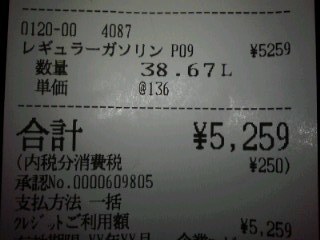 0120-00 4087
レギュラーガソリン P09 ¥5259
数量 38.67L
単価 @136
合計 ¥5,259
(内税分消費税 ¥250)
承認No.0000609805
支払方法 一括
クレジットご利用額 ¥5,259